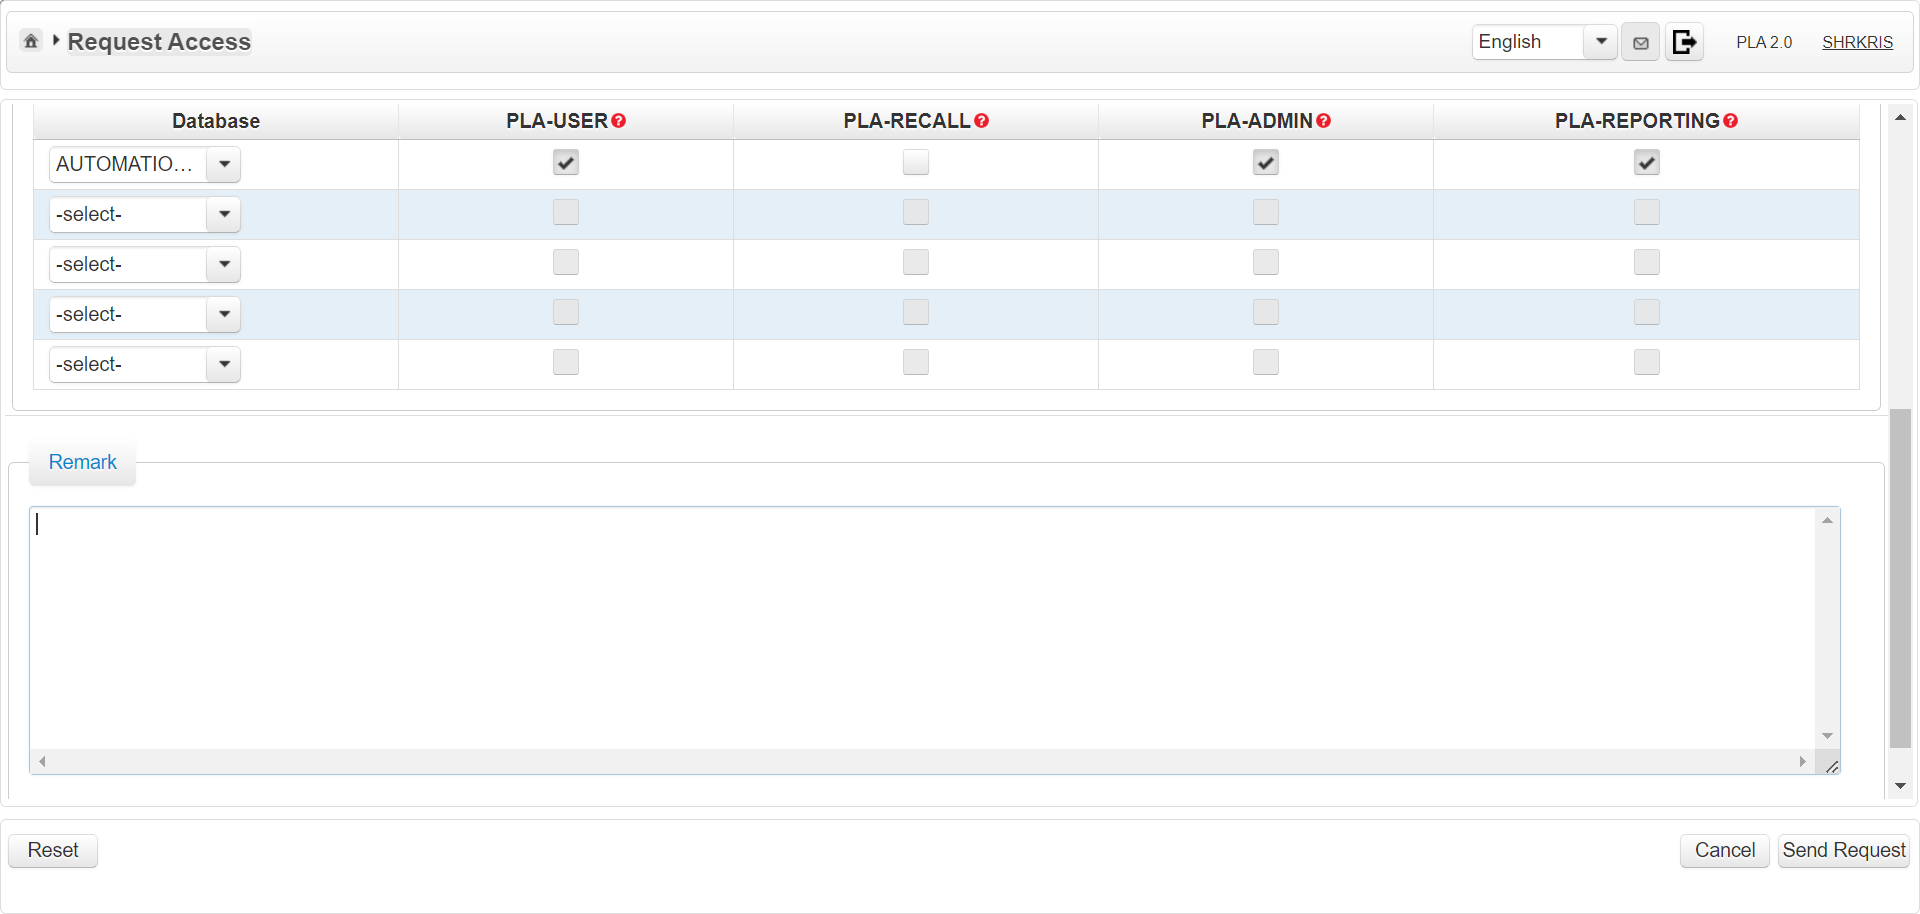 Request Access English PLA 2.0 SHRKRIS
Database PLA-USER? PLA-RECALL? PLA-ADMIN? PLA-REPORTING?
AUTOMATIO...
-select-
-select-
-select-
-select-
Remark
Reset Cancel Send Request